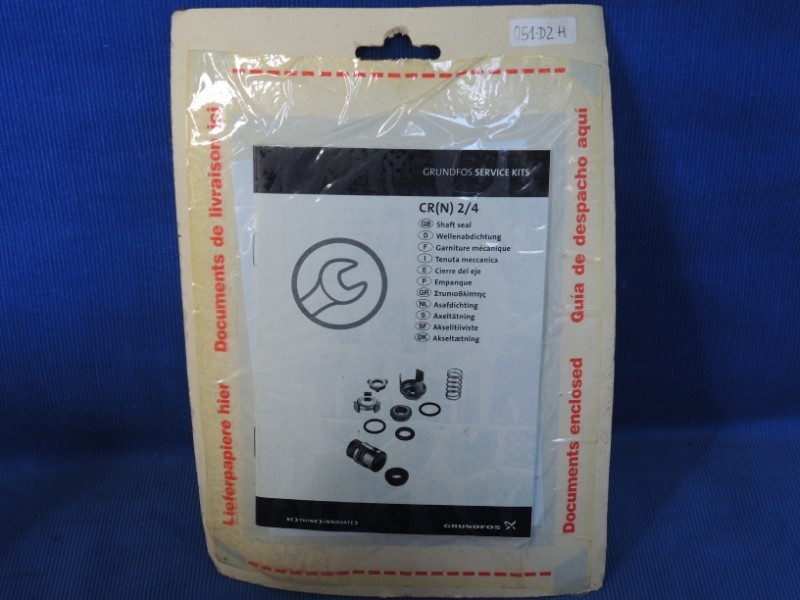 051-D2 H
Documents de livraison ici
Lieferpapiere hier
Guía de despacho aquí
Documents enclosed
GRUNDFOS SERVICE KITS
CR(N) 2/4
GB Shaft seal
D Wellenabdichtung
F Garniture mécanique
I Tenuta meccanica
E Cierre del eje
P Empanque
GR Στυπιοθλίπτης
NL Asafdichting
S Axeltätning
SF Akselitiiviste
DK Akseltætning
BE〉THINK〉INNOVATE〉
GRUNDFOS